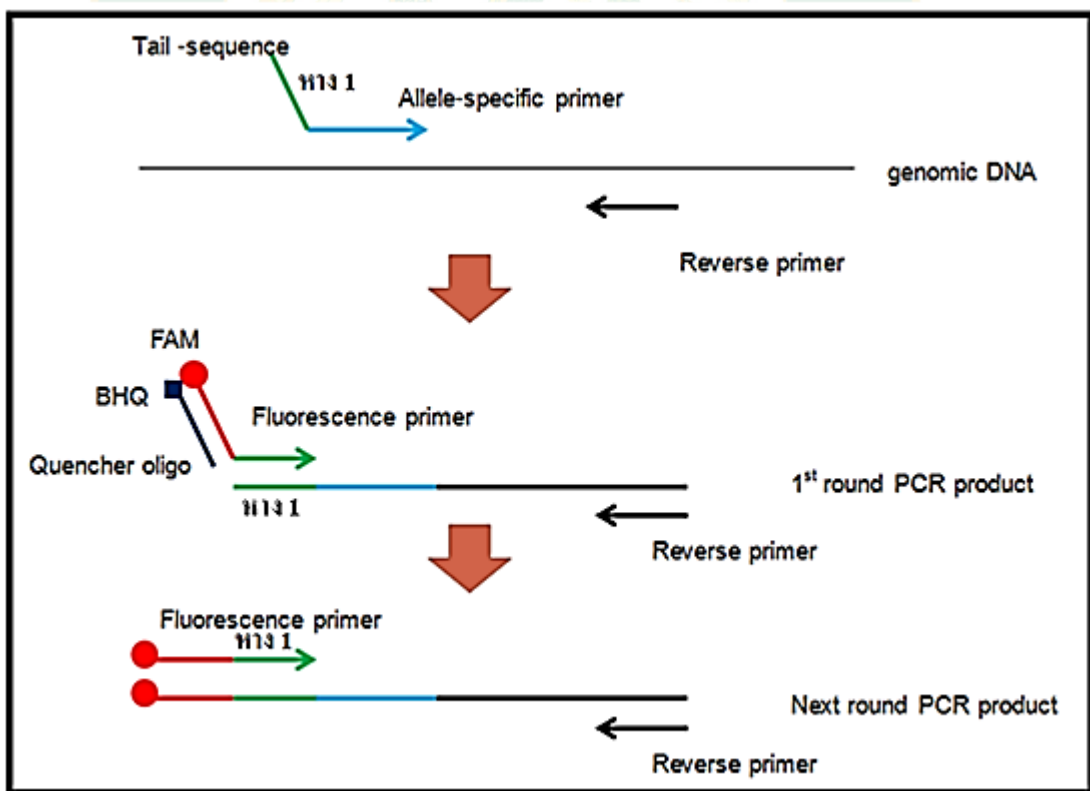 Tail -sequence
หาง 1
Allele-specific primer
genomic DNA
Reverse primer
FAM
BHQ
Fluorescence primer
Quencher oligo
หาง 1
1st round PCR product
Reverse primer
Fluorescence primer
หาง 1
Next round PCR product
Reverse primer